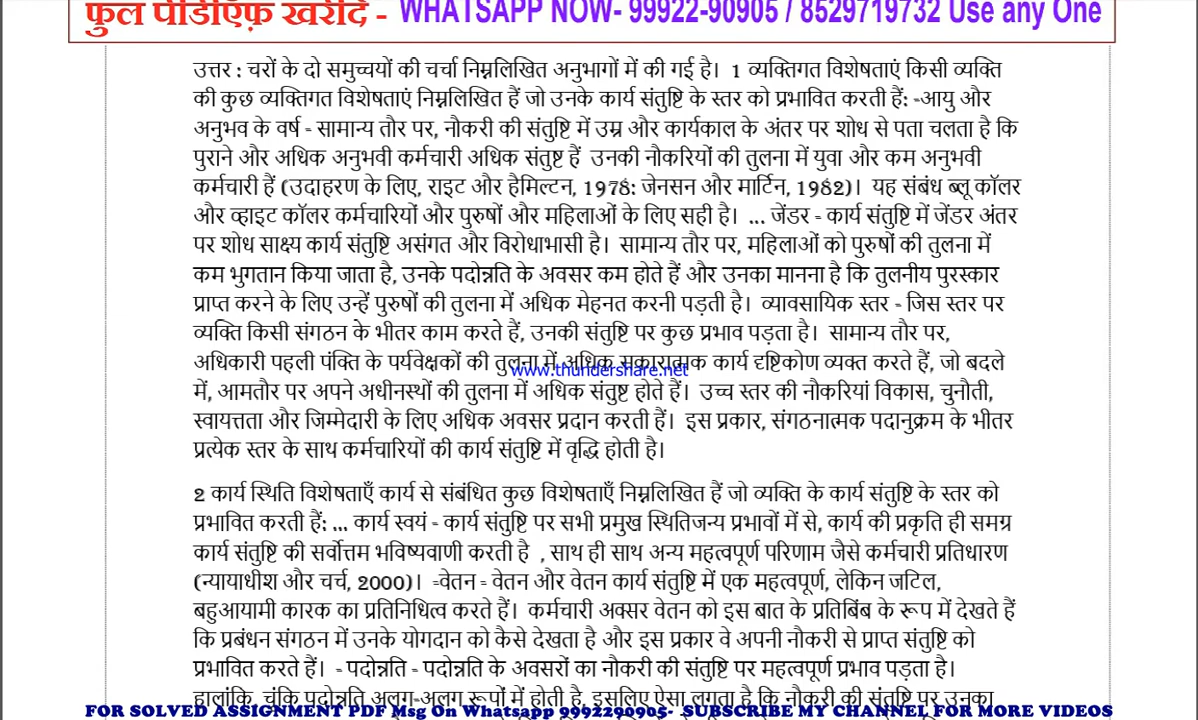 फुल पीडीएफ़ खरीदे - WHATSAPP NOW- 99922-90905 / 8529719732 Use any One
उत्तर : चरों के दो समुच्चयों की चर्चा निम्नलिखित अनुभागों में की गई है। 1 व्यक्तिगत विशेषताएं किसी व्यक्ति
की कुछ व्यक्तिगत विशेषताएं निम्नलिखित हैं जो उनके कार्य संतुष्टि के स्तर को प्रभावित करती हैं: -आयु और
अनुभव के वर्ष - सामान्य तौर पर, नौकरी की संतुष्टि में उम्र और कार्यकाल के अंतर पर शोध से पता चलता है कि
पुराने और अधिक अनुभवी कर्मचारी अधिक संतुष्ट हैं उनकी नौकरियों की तुलना में युवा और कम अनुभवी
कर्मचारी हैं (उदाहरण के लिए, राइट और हैमिल्टन, 1978: जेनसन और मार्टिन, 1982)। यह संबंध ब्लू कॉलर
और व्हाइट कॉलर कर्मचारियों और पुरुषों और महिलाओं के लिए सही है। ... जेंडर - कार्य संतुष्टि में जेंडर अंतर
पर शोध साक्ष्य कार्य संतुष्टि असंगत और विरोधाभासी है। सामान्य तौर पर, महिलाओं को पुरुषों की तुलना में
कम भुगतान किया जाता है, उनके पदोन्नति के अवसर कम होते हैं और उनका मानना है कि तुलनीय पुरस्कार
प्राप्त करने के लिए उन्हें पुरुषों की तुलना में अधिक मेहनत करनी पड़ती है। व्यावसायिक स्तर - जिस स्तर पर
व्यक्ति किसी संगठन के भीतर काम करते हैं, उनकी संतुष्टि पर कुछ प्रभाव पड़ता है। सामान्य तौर पर,
अधिकारी पहली पंक्ति के पर्यवेक्षकों की तुलना में अधिक सकारात्मक कार्य दृष्टिकोण व्यक्त करते हैं, जो बदले
www.thundershare.net
में, आमतौर पर अपने अधीनस्थों की तुलना में अधिक संतुष्ट होते हैं। उच्च स्तर की नौकरियां विकास, चुनौती,
स्वायत्तता और जिम्मेदारी के लिए अधिक अवसर प्रदान करती हैं। इस प्रकार, संगठनात्मक पदानुक्रम के भीतर
प्रत्येक स्तर के साथ कर्मचारियों की कार्य संतुष्टि में वृद्धि होती है।
2 कार्य स्थिति विशेषताएँ कार्य से संबंधित कुछ विशेषताएँ निम्नलिखित हैं जो व्यक्ति के कार्य संतुष्टि के स्तर को
प्रभावित करती हैं: ... कार्य स्वयं - कार्य संतुष्टि पर सभी प्रमुख स्थितिजन्य प्रभावों में से, कार्य की प्रकृति ही समग्र
कार्य संतुष्टि की सर्वोत्तम भविष्यवाणी करती है , साथ ही साथ अन्य महत्वपूर्ण परिणाम जैसे कर्मचारी प्रतिधारण
(न्यायाधीश और चर्च, 2000)। -वेतन - वेतन और वेतन कार्य संतुष्टि में एक महत्वपूर्ण, लेकिन जटिल,
बहुआयामी कारक का प्रतिनिधित्व करते हैं। कर्मचारी अक्सर वेतन को इस बात के प्रतिबिंब के रूप में देखते हैं
कि प्रबंधन संगठन में उनके योगदान को कैसे देखता है और इस प्रकार वे अपनी नौकरी से प्राप्त संतुष्टि को
प्रभावित करते हैं। - पदोन्नति - पदोन्नति के अवसरों का नौकरी की संतुष्टि पर महत्वपूर्ण प्रभाव पड़ता है।
हालांकि, चूंकि पदोन्नति अलग-अलग रूपों में होती है, इसलिए ऐसा लगता है कि नौकरी की संतुष्टि पर उनका
FOR SOLVED ASSIGNMENT PDF Msg On Whatsapp 9992290905- SUBSCRIBE MY CHANNEL FOR MORE VIDEOS